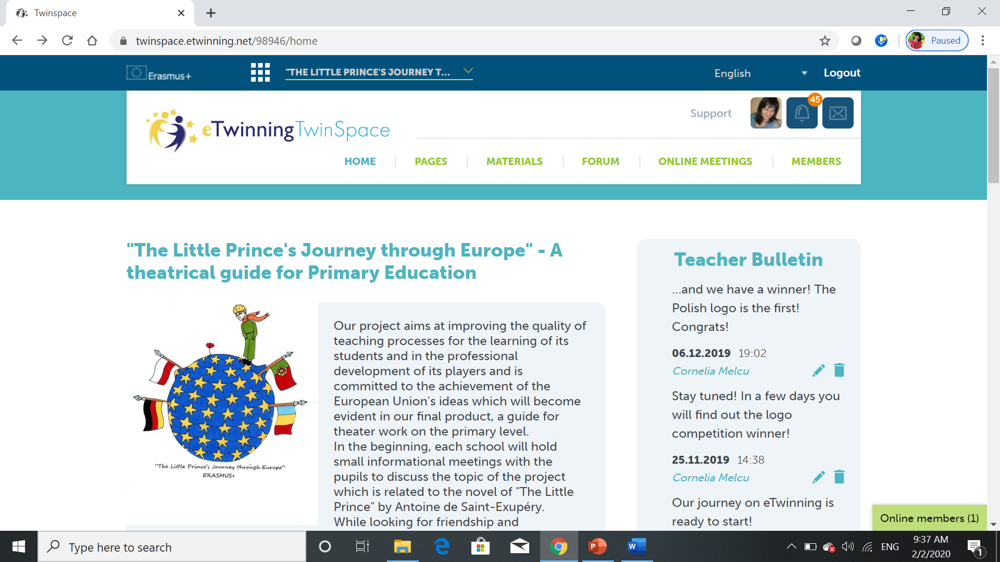 Twinspace
twinspace.etwinning.net/98946/home
Paused
Erasmus+
"THE LITTLE PRINCE'S JOURNEY T...
English
Logout
eTwinning TwinSpace
Support
45
HOME
PAGES
MATERIALS
FORUM
ONLINE MEETINGS
MEMBERS
"The Little Prince's Journey through Europe" - A
theatrical guide for Primary Education
"The Little Prince's Journey through Europe"
ERASMUS+
Our project aims at improving the quality of
teaching processes for the learning of its
students and in the professional
development of its players and is
committed to the achievement of the
European Union's ideas which will become
evident in our final product, a guide for
theater work on the primary level.
In the beginning, each school will hold
small informational meetings with the
pupils to discuss the topic of the project
which is related to the novel of "The Little
Prince" by Antoine de Saint-Exupéry.
While looking for friendship and
Teacher Bulletin
...and we have a winner! The
Polish logo is the first!
Congrats!
06.12.2019 19:02
Cornelia Melcu
Stay tuned! In a few days you
will find out the logo
competition winner!
25.11.2019 14:38
Cornelia Melcu
Our journey on eTwinning is
ready to start!
Online members (1)
Type here to search
P
W
ENG
9:37 AM
2/2/2020
1